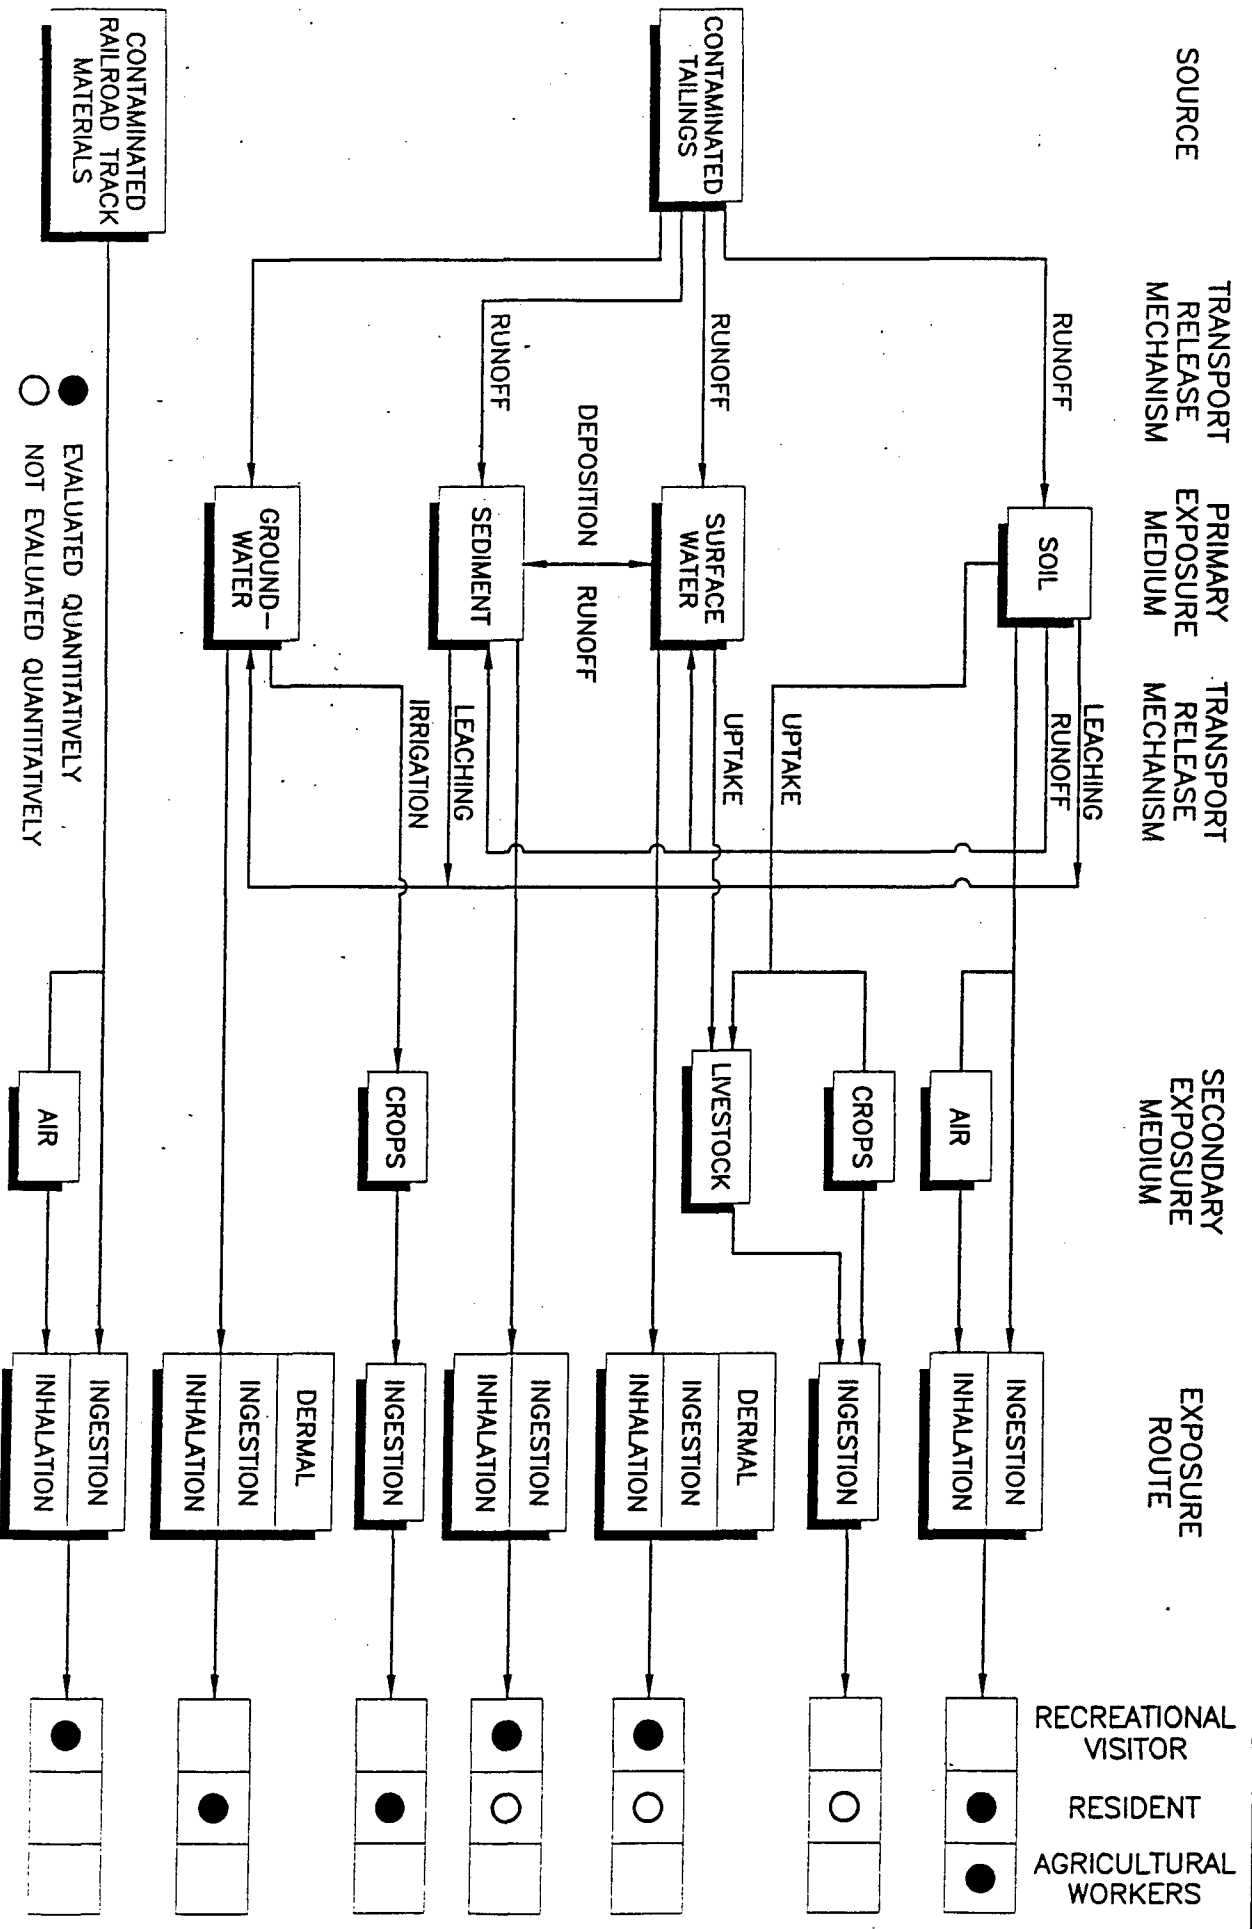 SOURCE
TRANSPORT
RELEASE
MECHANISM
PRIMARY
EXPOSURE
MEDIUM
TRANSPORT
RELEASE
MECHANISM
SECONDARY
EXPOSURE
MEDIUM
EXPOSURE
ROUTE
RECREATIONAL
VISITOR
RESIDENT
AGRICULTURAL
WORKERS
RUNOFF
SOIL
LEACHING
RUNOFF
AIR
INGESTION
INHALATION
UPTAKE
CROPS
INGESTION
CONTAMINATED
TAILINGS
RUNOFF
SURFACE
WATER
UPTAKE
LIVESTOCK
DERMAL
INGESTION
INHALATION
DEPOSITION
RUNOFF
RUNOFF
SEDIMENT
LEACHING
INGESTION
INHALATION
IRRIGATION
CROPS
INGESTION
GROUND-
WATER
DERMAL
INGESTION
INHALATION
CONTAMINATED
RAILROAD TRACK
MATERIALS
AIR
INGESTION
INHALATION
EVALUATED QUANTITATIVELY
NOT EVALUATED QUANTITATIVELY